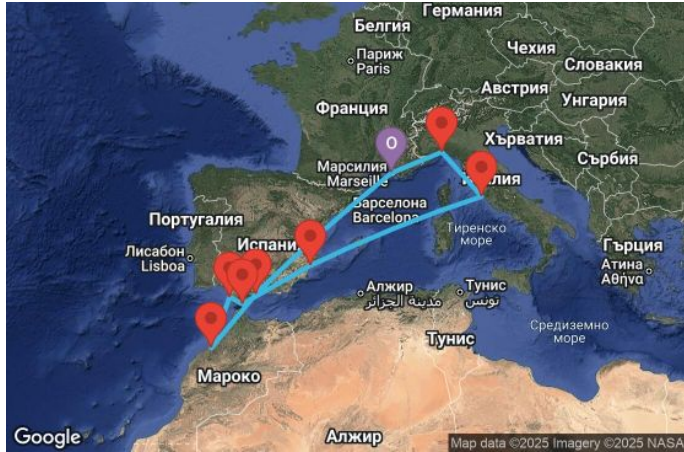 Германия
Белгия
Париж
Paris
Чехия
Словакия
Австрия
Унгария
Франция
O
Хърватия
Марсилия
Marseille
Сърбия
Барселона
Barcelona
Португалия
Испани
Тиренско
море
Гърция
Лисабон
Lisboa
Атина
Αθήνα
Алжир
مدينة الجزائر
Тунис
تونس
Тунис
Средиземно
море
Мароко
Алжир
Google
Map data ©2025 Imagery ©2025 NASA